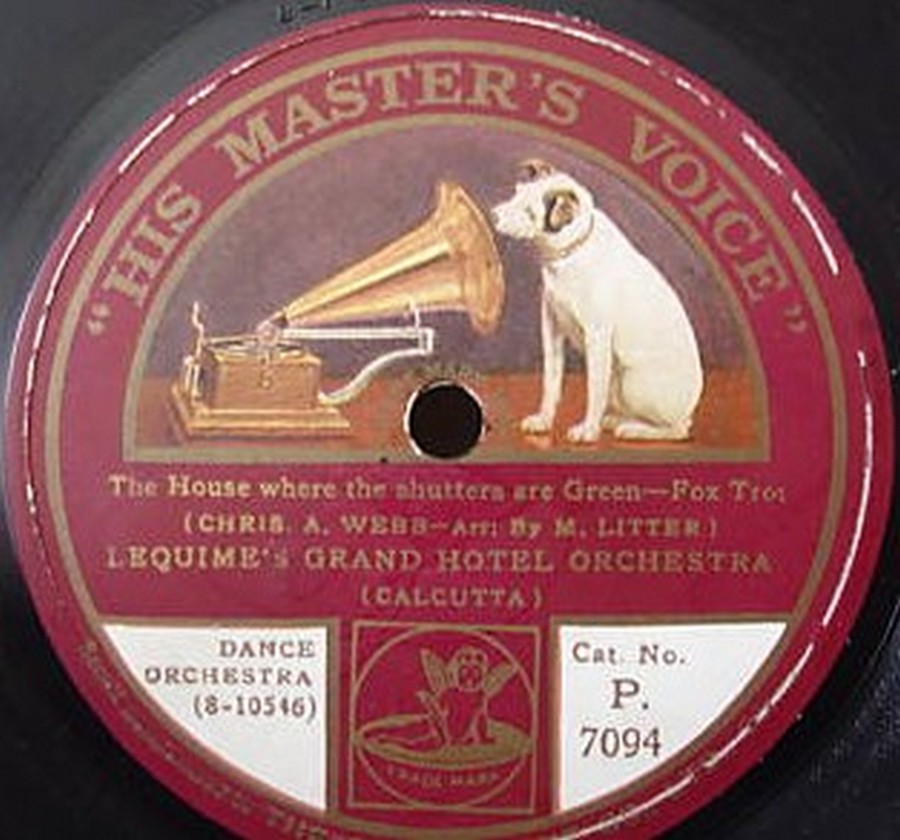 “HIS MASTER'S VOICE”
MARK
The House where the shutters are Green—Fox Trot
(CHRIS. A. WEBB—Arr: By M. LITTER)
LEQUIME's GRAND HOTEL ORCHESTRA
(CALCUTTA)
DANCE
ORCHESTRA
(8-10546)
TRADE MARK
Cat. No.
P.
7094